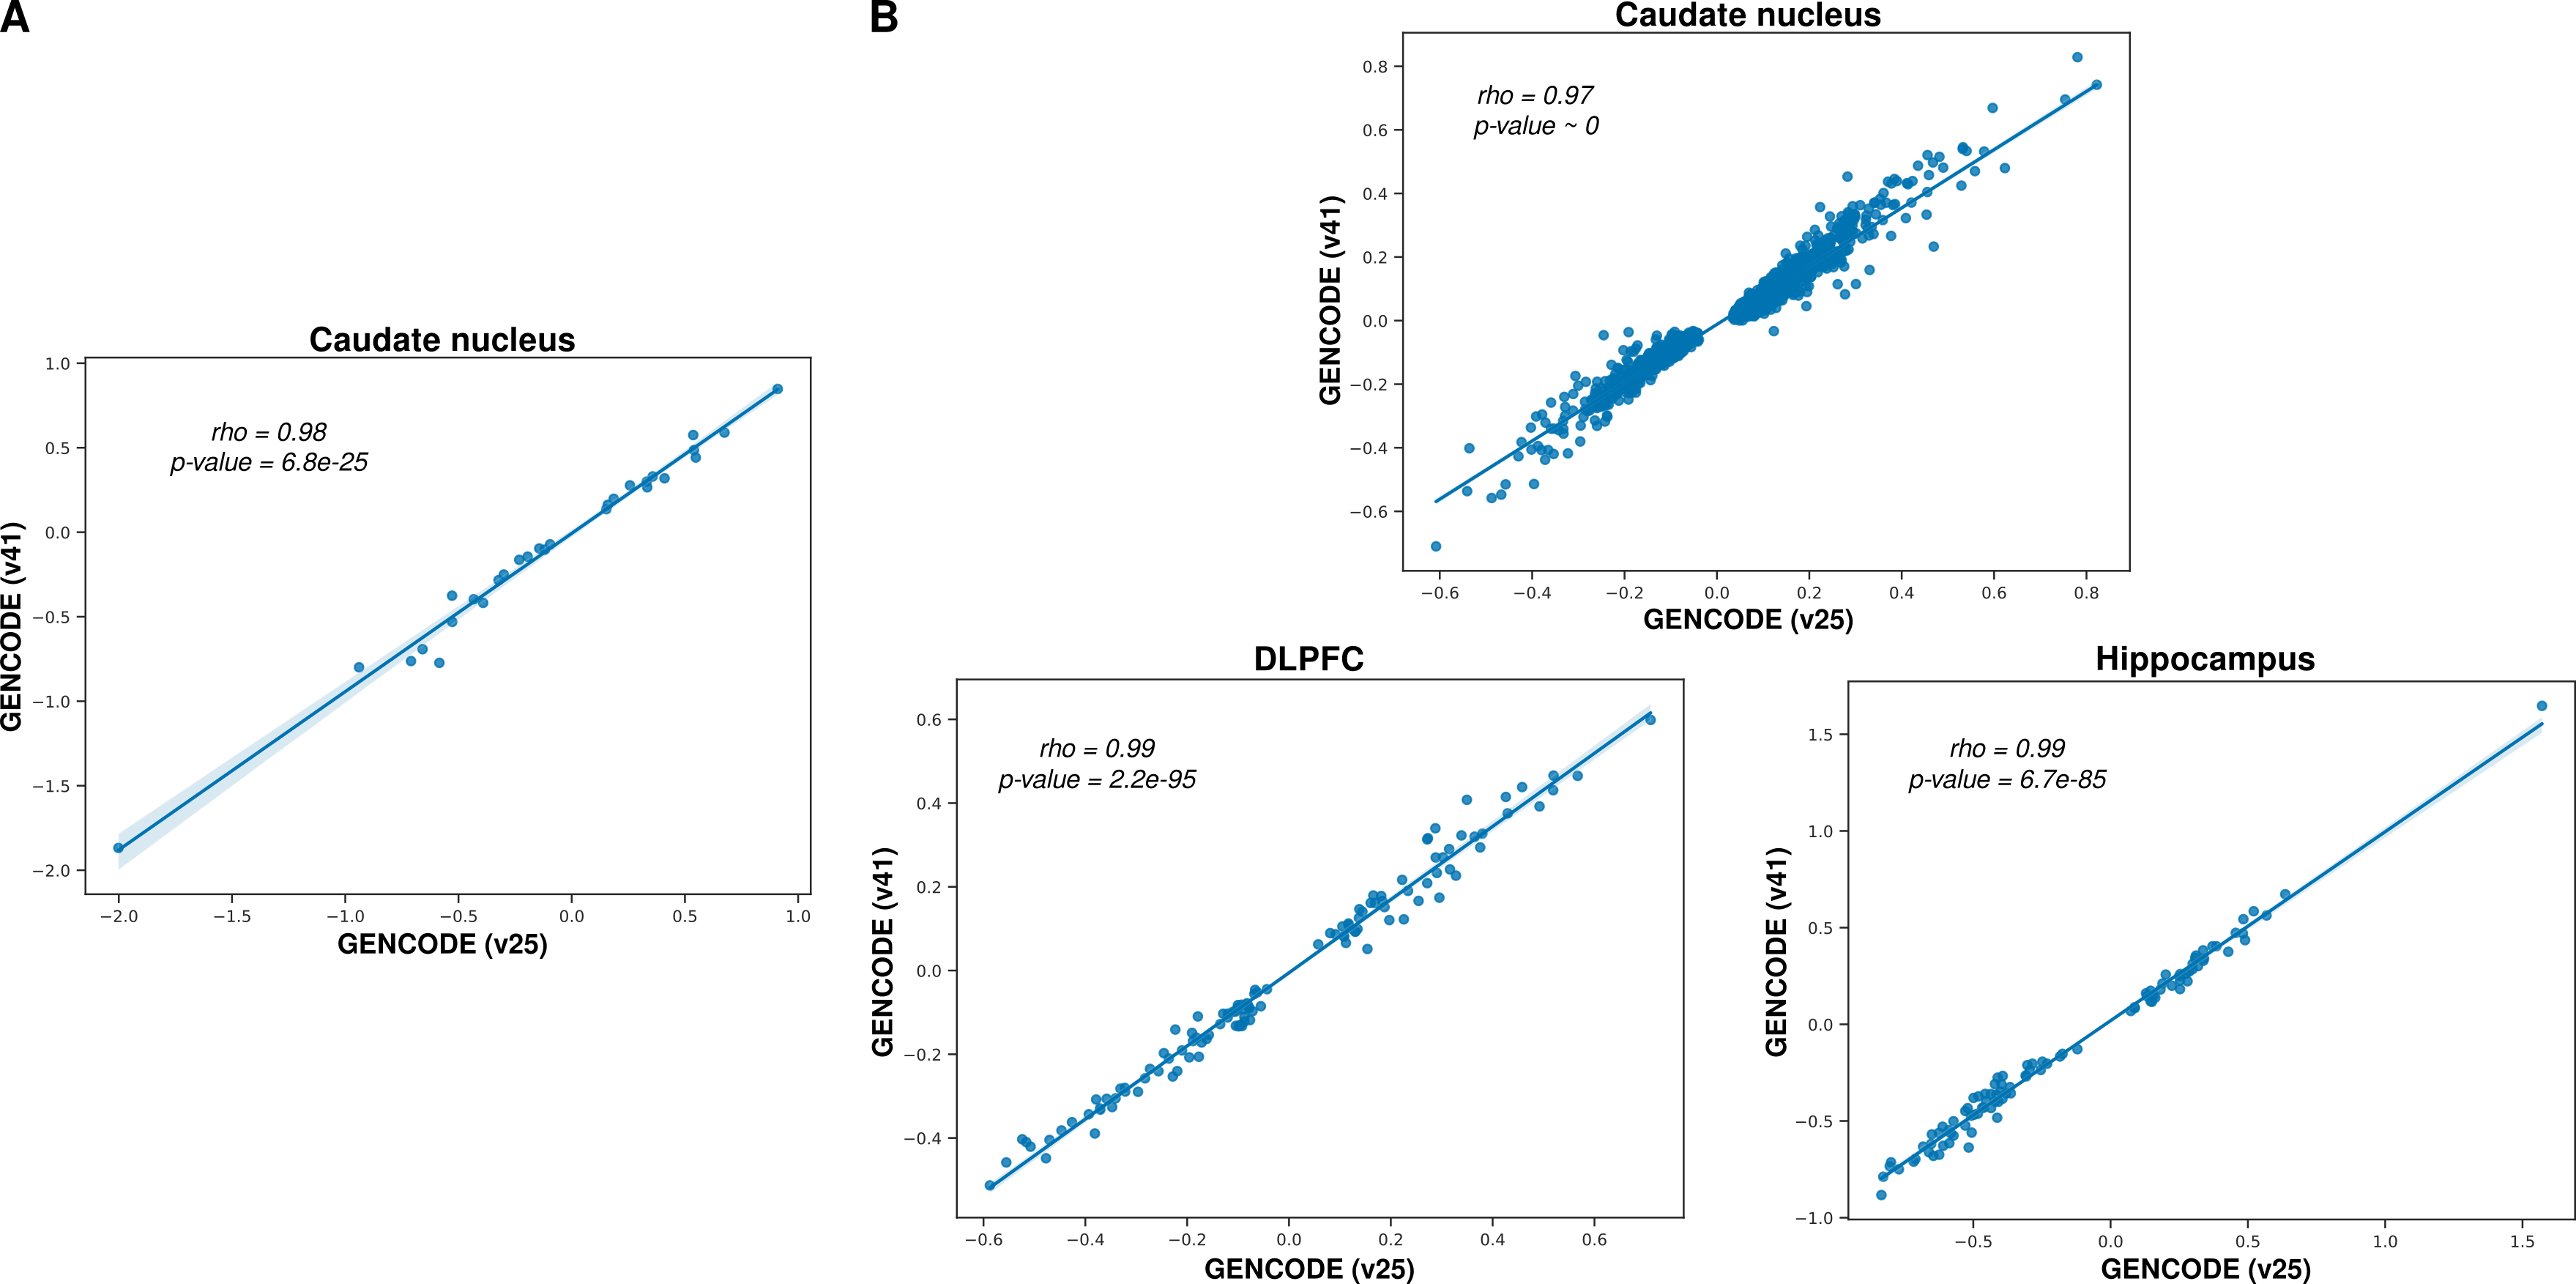 A
Caudate nucleus
rho = 0.98
p-value = 6.8e-25
GENCODE (v41)
1.0
0.5
0.0
−0.5
−1.0
−1.5
−2.0
−2.0 −1.5 −1.0 −0.5 0.0 0.5 1.0
GENCODE (v25)
B
Caudate nucleus
rho = 0.97
p-value ~ 0
GENCODE (v41)
0.8
0.6
0.4
0.2
0.0
−0.2
−0.4
−0.6
−0.6 −0.4 −0.2 0.0 0.2 0.4 0.6 0.8
GENCODE (v25)
DLPFC
rho = 0.99
p-value = 2.2e-95
GENCODE (v41)
0.6
0.4
0.2
0.0
−0.2
−0.4
−0.6 −0.4 −0.2 0.0 0.2 0.4 0.6
GENCODE (v25)
Hippocampus
rho = 0.99
p-value = 6.7e-85
GENCODE (v41)
1.5
1.0
0.5
0.0
−0.5
−1.0
−0.5 0.0 0.5 1.0 1.5
GENCODE (v25)